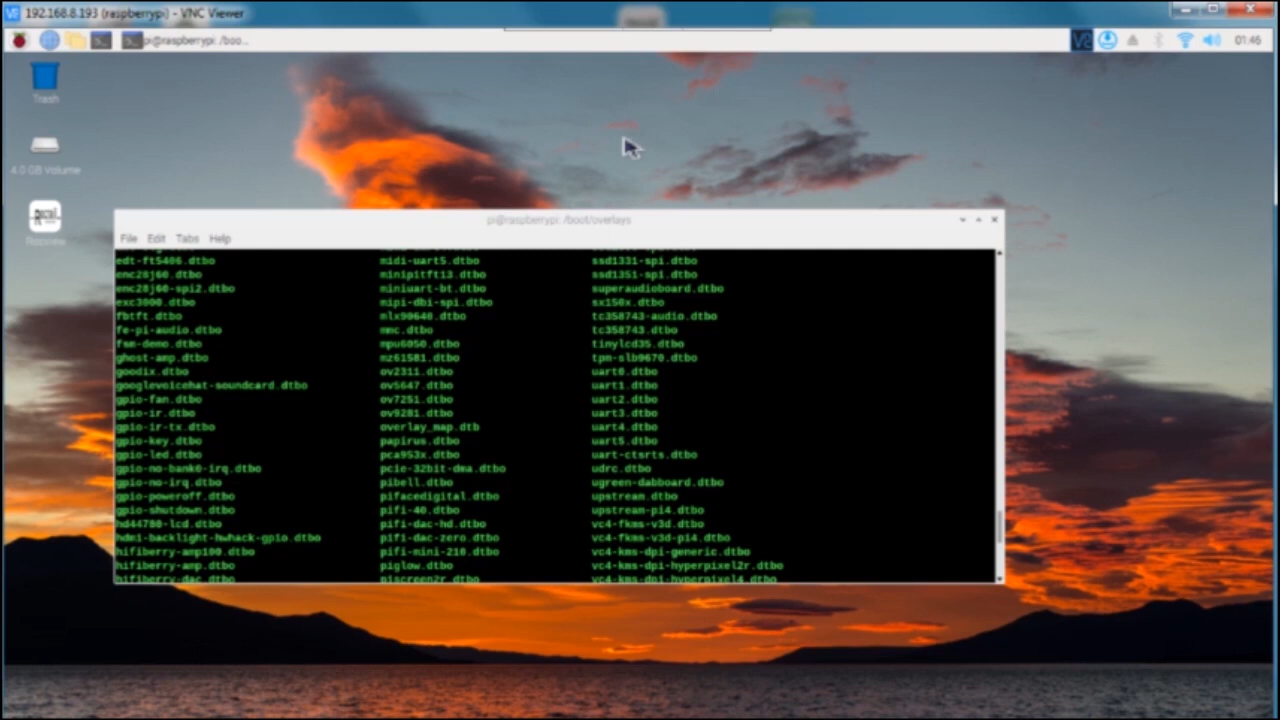 192.168.8.193 (raspberrypi) - VNC Viewer
pi@raspberrypi: /boo...
01:46
Trash
4.0 GB Volume
pi@raspberrypi: /boot/overlays
File Edit Tabs Help
edt-ft5406.dtbo midi-uart5.dtbo ssd1331-spi.dtbo
enc28j60.dtbo minipitft13.dtbo ssd1351-spi.dtbo
enc28j60-spi2.dtbo miniuart-bt.dtbo superaudioboard.dtbo
exc3000.dtbo mipi-dbi-spi.dtbo sx150x.dtbo
fbtft.dtbo mlx90640.dtbo tc358743-audio.dtbo
fe-pi-audio.dtbo mmc.dtbo tc358743.dtbo
fsm-demo.dtbo mpu6050.dtbo tinylcd35.dtbo
ghost-amp.dtbo mz61581.dtbo tpm-slb9670.dtbo
goodix.dtbo ov2311.dtbo uart0.dtbo
googlevoicehat-soundcard.dtbo ov5647.dtbo uart1.dtbo
gpio-fan.dtbo ov7251.dtbo uart2.dtbo
gpio-ir.dtbo ov9281.dtbo uart3.dtbo
gpio-ir-tx.dtbo overlay_map.dtb uart4.dtbo
gpio-key.dtbo papirus.dtbo uart5.dtbo
gpio-led.dtbo pca953x.dtbo uart-ctsrts.dtbo
gpio-no-bank0-irq.dtbo pcie-32bit-dma.dtbo udrc.dtbo
gpio-no-irq.dtbo pibell.dtbo ugreen-dabboard.dtbo
gpio-poweroff.dtbo pifacedigital.dtbo upstream.dtbo
gpio-shutdown.dtbo pifi-40.dtbo upstream-pi4.dtbo
hd44780-lcd.dtbo pifi-dac-hd.dtbo vc4-fkms-v3d.dtbo
hdmi-backlight-hwhack-gpio.dtbo pifi-dac-zero.dtbo vc4-fkms-v3d-pi4.dtbo
hifiberry-amp100.dtbo pifi-mini-210.dtbo vc4-kms-dpi-generic.dtbo
hifiberry-amp.dtbo piglow.dtbo vc4-kms-dpi-hyperpixel2r.dtbo
hifiberry-dac.dtbo piscreen2r.dtbo vc4-kms-dpi-hyperpixel4.dtbo